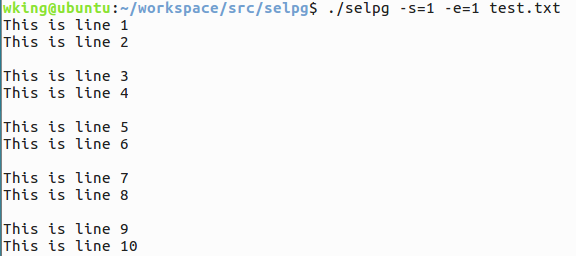 wking@ubuntu:~/workspace/src/selpg$ ./selpg -s=1 -e=1 test.txt
This is line 1
This is line 2
This is line 3
This is line 4
This is line 5
This is line 6
This is line 7
This is line 8
This is line 9
This is line 10